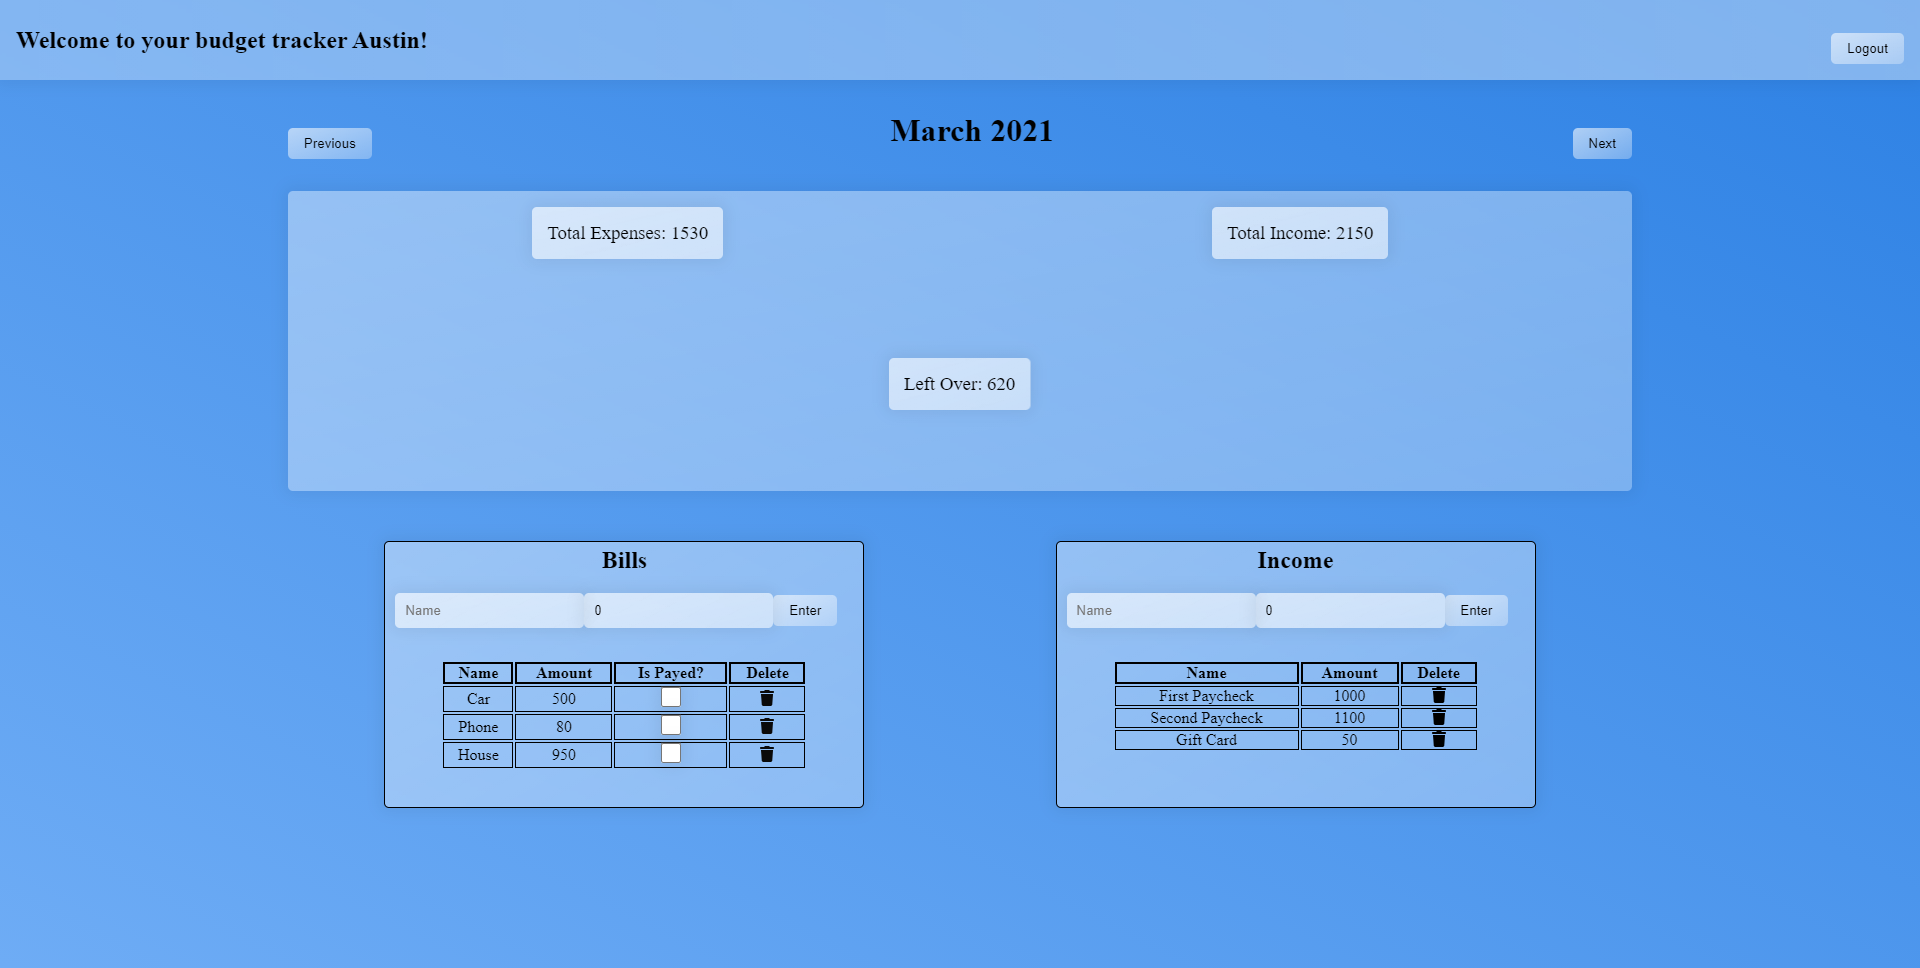 Welcome to your budget tracker Austin!
Logout
Previous
March 2021
Next
Total Expenses: 1530
Total Income: 2150
Left Over: 620
Bills
Name 0 Enter
Name Amount Is Payed? Delete
Car 500
Phone 80
House 950
Income
Name 0 Enter
Name Amount Delete
First Paycheck 1000
Second Paycheck 1100
Gift Card 50